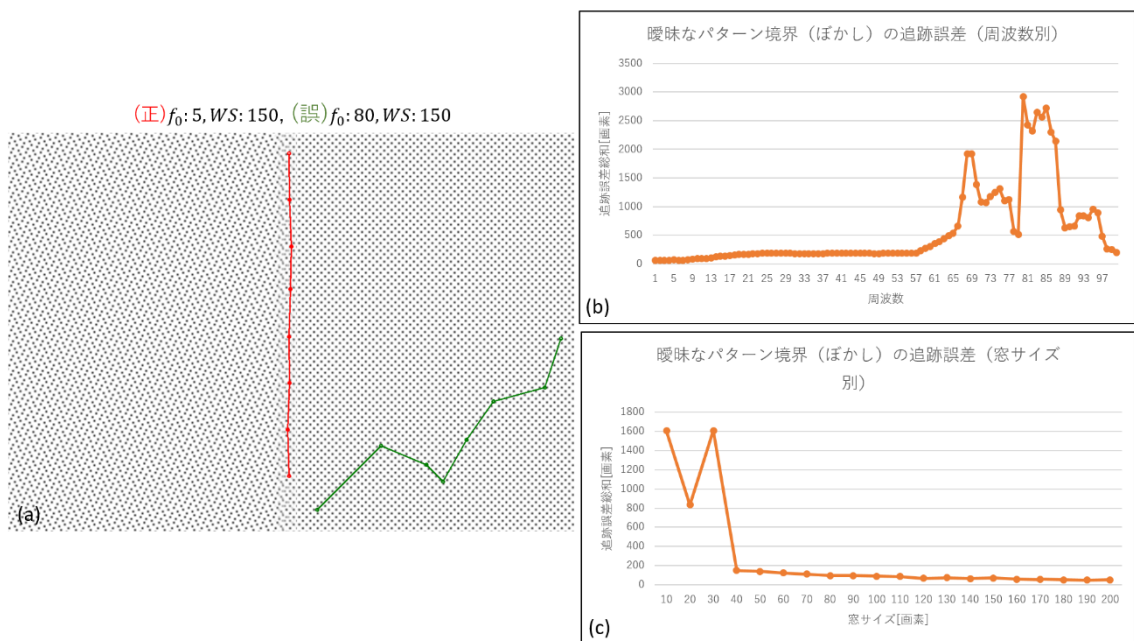 (正)f₀: 5, WS: 150, (誤)f₀: 80, WS: 150
(a)
曖昧なパターン境界（ぼかし）の追跡誤差（周波数別）
追跡誤差総和[画素]
3500
3000
2500
2000
1500
1000
500
0
1 5 9 13 17 21 25 29 33 37 41 45 49 53 57 61 65 69 73 77 81 85 89 93 97
周波数
(b)
曖昧なパターン境界（ぼかし）の追跡誤差（窓サイズ
別）
追跡誤差総和[画素]
1800
1600
1400
1200
1000
800
600
400
200
0
10 20 30 40 50 60 70 80 90 100 110 120 130 140 150 160 170 180 190 200
窓サイズ[画素]
(c)